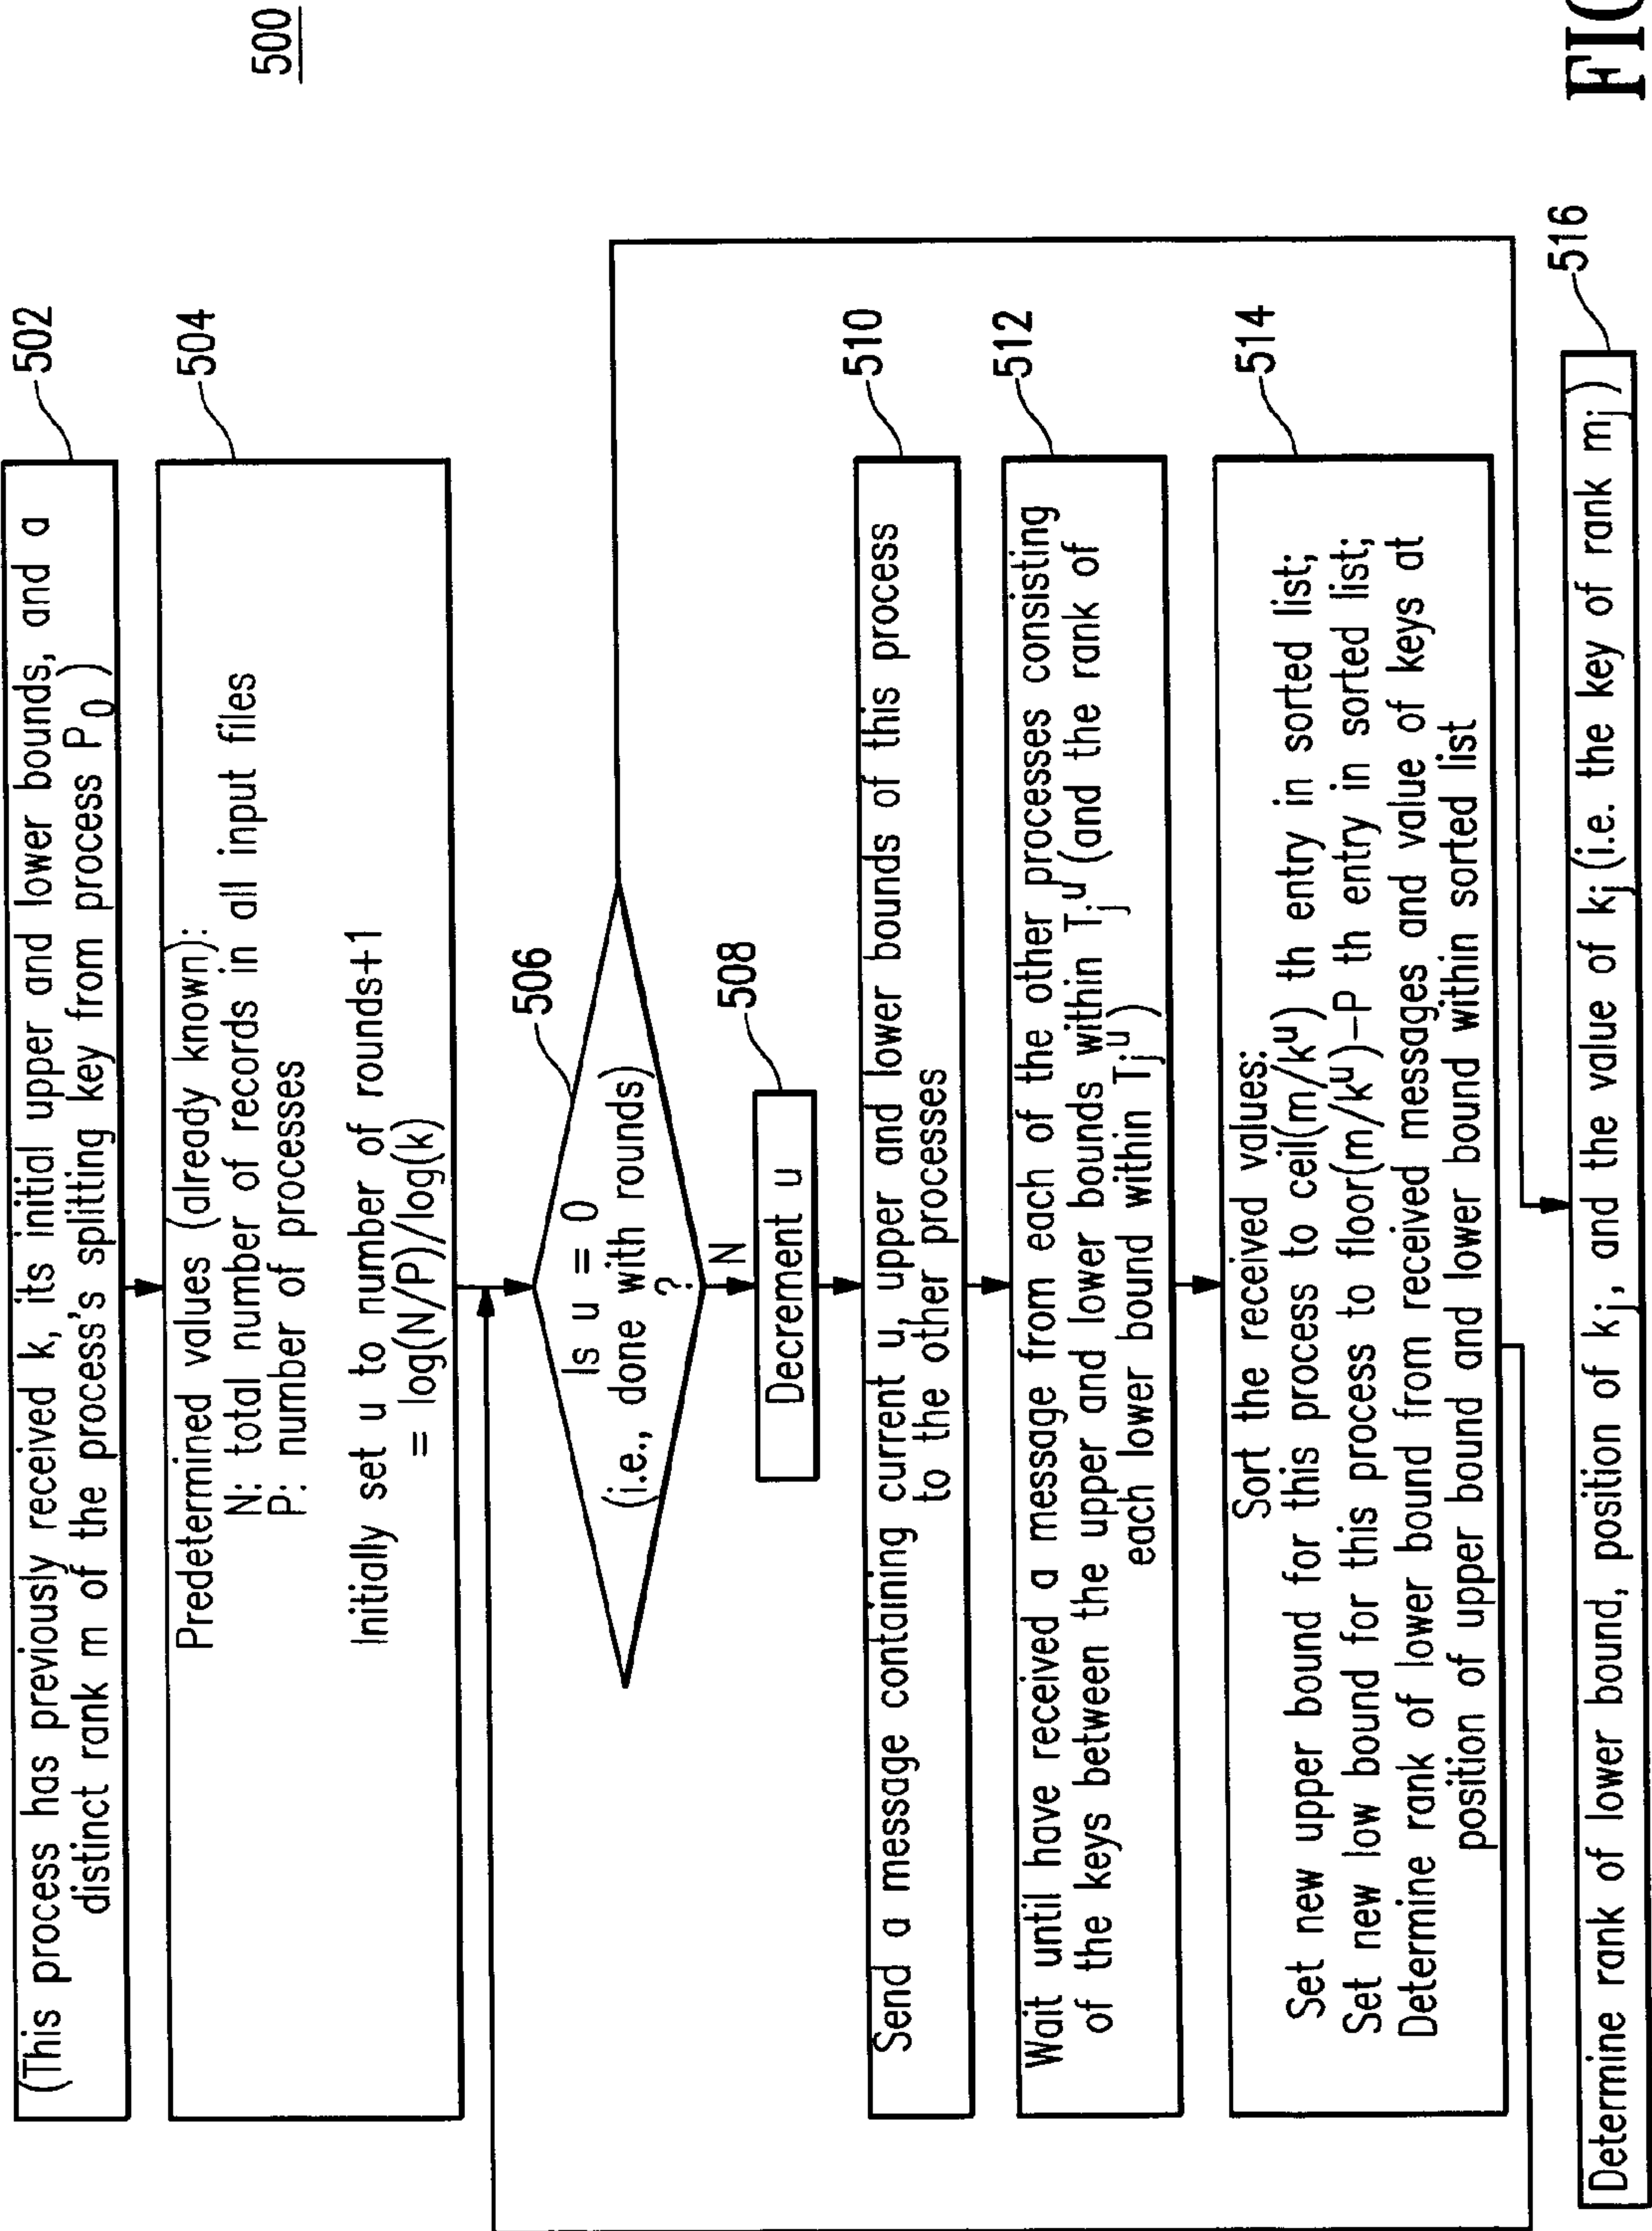 500
(This process has previously received k, its initial upper and lower bounds, and a
distinct rank m of the process's splitting key from process P0)
502
Predetermined values (already known):
N: total number of records in all input files
P: number of processes
Initially set u to number of rounds+1
= log(N/P)/log(k)
504
Is u = 0
(i.e., done with rounds)
?
506
N
Decrement u
508
Send a message containing current u, upper and lower bounds of this process
to the other processes
510
Wait until have received a message from each of the other processes consisting
of the keys between the upper and lower bounds within Tj^u (and the rank of
each lower bound within Tj^u)
512
Sort the received values:
Set new upper bound for this process to ceil(m/k^u) th entry in sorted list;
Set new low bound for this process to floor(m/k^u)-P th entry in sorted list;
Determine rank of lower bound from received messages and value of keys at
position of upper bound and lower bound within sorted list
514
Determine rank of lower bound, position of kj, and the value of kj (i.e. the key of rank mj)
516